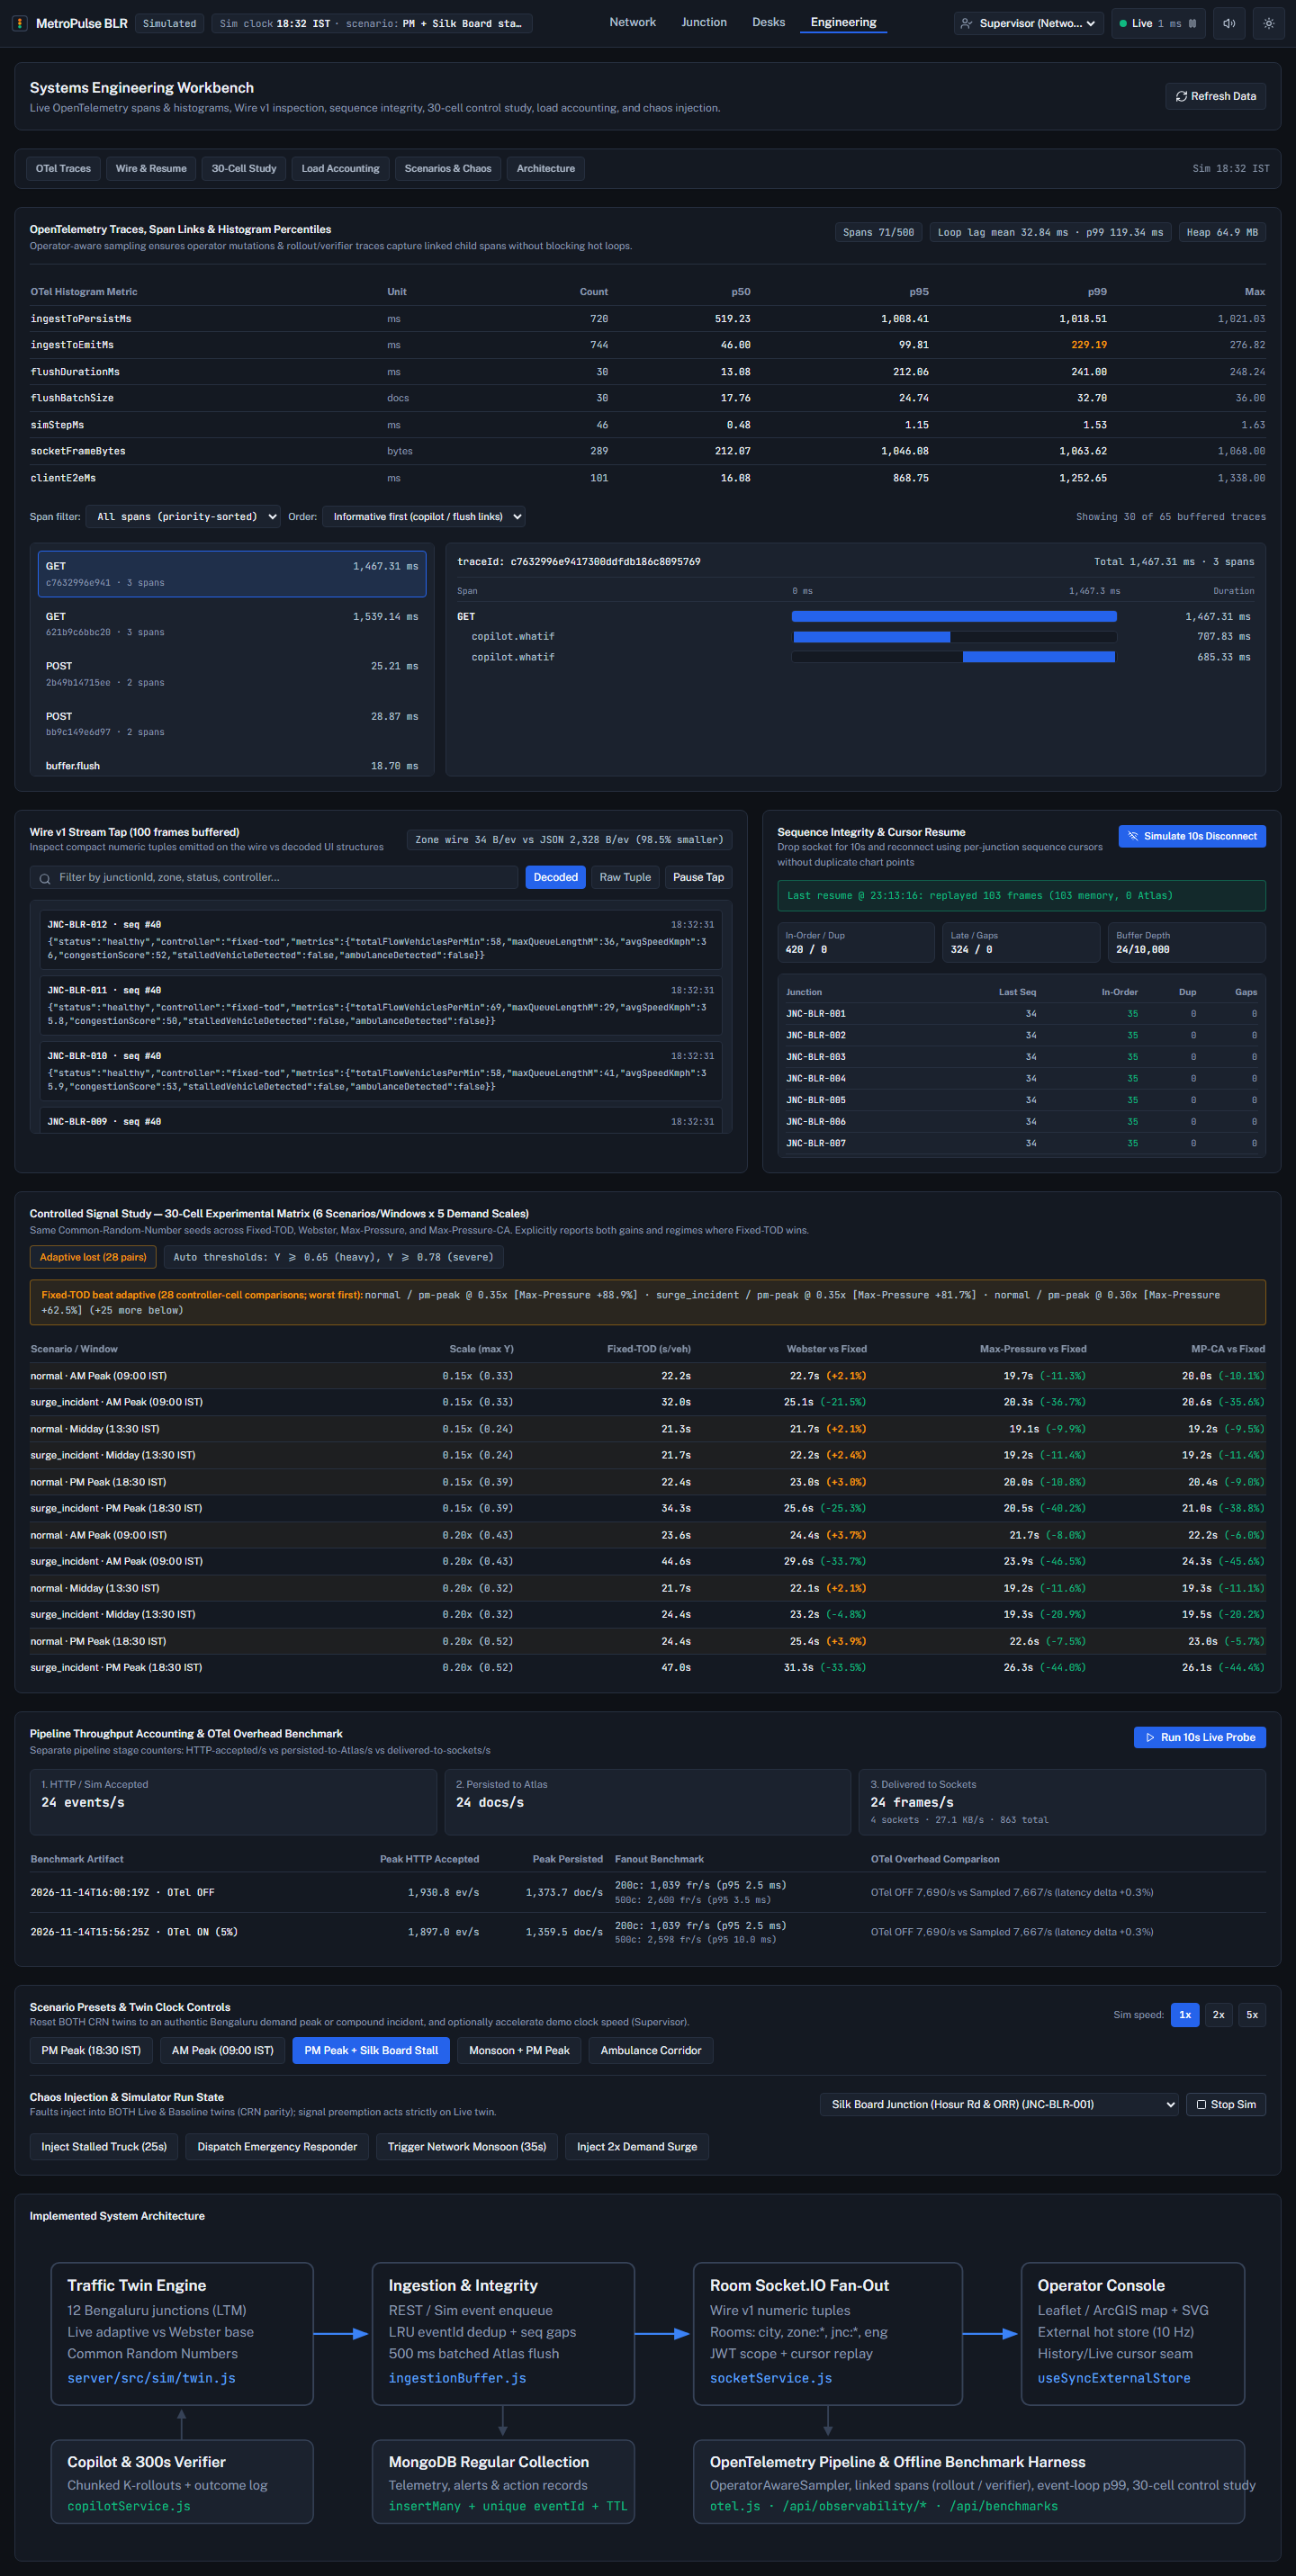 MetroPulse BLR
Simulated
Sim clock 18:32 IST · scenario: PM + Silk Board sta…
Network
Junction
Desks
Engineering
Supervisor (Netwo...
Live 1 ms
Systems Engineering Workbench
Live OpenTelemetry spans & histograms, Wire v1 inspection, sequence integrity, 30-cell control study, load accounting, and chaos injection.
Refresh Data
OTel Traces
Wire & Resume
30-Cell Study
Load Accounting
Scenarios & Chaos
Architecture
Sim 18:32 IST
OpenTelemetry Traces, Span Links & Histogram Percentiles
Operator-aware sampling ensures operator mutations & rollout/verifier traces capture linked child spans without blocking hot loops.
Spans 71/500
Loop lag mean 32.84 ms · p99 119.34 ms
Heap 64.9 MB
OTel Histogram Metric Unit Count p50 p95 p99 Max
ingestToPersistMs ms 720 519.23 1,008.41 1,018.51 1,021.03
ingestToEmitMs ms 744 46.00 99.81 229.19 276.82
flushDurationMs ms 30 13.08 212.06 241.00 248.24
flushBatchSize docs 30 17.76 24.74 32.70 36.00
simStepMs ms 46 0.48 1.15 1.53 1.63
socketFrameBytes bytes 289 212.07 1,046.08 1,063.62 1,068.00
clientE2eMs ms 101 16.08 868.75 1,252.65 1,338.00
Span filter: All spans (priority-sorted) Order: Informative first (copilot / flush links)
Showing 30 of 65 buffered traces
GET 1,467.31 ms
c7632996e941 · 3 spans
GET 1,539.14 ms
621b9c6bbc20 · 3 spans
POST 25.21 ms
2b49b14715ee · 2 spans
POST 28.87 ms
bb9c149e6d97 · 2 spans
buffer.flush 18.70 ms
traceId: c7632996e9417300ddfdb186c8095769
Total 1,467.31 ms · 3 spans
Span 0 ms 1,467.3 ms Duration
GET 1,467.31 ms
copilot.whatif 707.83 ms
copilot.whatif 685.33 ms
Wire v1 Stream Tap (100 frames buffered)
Inspect compact numeric tuples emitted on the wire vs decoded UI structures
Zone wire 34 B/ev vs JSON 2,328 B/ev (98.5% smaller)
Filter by junctionId, zone, status, controller...
Decoded
Raw Tuple
Pause Tap
JNC-BLR-012 · seq #40 18:32:31
{"status":"healthy","controller":"fixed-tod","metrics":{"totalFlowVehiclesPerMin":58,"maxQueueLengthM":36,"avgSpeedKmph":3
6,"congestionScore":52,"stalledVehicleDetected":false,"ambulanceDetected":false}}
JNC-BLR-011 · seq #40 18:32:31
{"status":"healthy","controller":"fixed-tod","metrics":{"totalFlowVehiclesPerMin":69,"maxQueueLengthM":29,"avgSpeedKmph":3
5.8,"congestionScore":50,"stalledVehicleDetected":false,"ambulanceDetected":false}}
JNC-BLR-010 · seq #40 18:32:31
{"status":"healthy","controller":"fixed-tod","metrics":{"totalFlowVehiclesPerMin":58,"maxQueueLengthM":41,"avgSpeedKmph":3
5.9,"congestionScore":53,"stalledVehicleDetected":false,"ambulanceDetected":false}}
JNC-BLR-009 · seq #40 18:32:31
Sequence Integrity & Cursor Resume
Drop socket for 10s and reconnect using per-junction sequence cursors
without duplicate chart points
Simulate 10s Disconnect
Last resume @ 23:13:16: replayed 103 frames (103 memory, 0 Atlas)
In-Order / Dup
420 / 0
Late / Gaps
324 / 0
Buffer Depth
24/10,000
Junction Last Seq In-Order Dup Gaps
JNC-BLR-001 34 35 0 0
JNC-BLR-002 34 35 0 0
JNC-BLR-003 34 35 0 0
JNC-BLR-004 34 35 0 0
JNC-BLR-005 34 35 0 0
JNC-BLR-006 34 35 0 0
JNC-BLR-007 34 35 0 0
Controlled Signal Study — 30-Cell Experimental Matrix (6 Scenarios/Windows x 5 Demand Scales)
Same Common-Random-Number seeds across Fixed-TOD, Webster, Max-Pressure, and Max-Pressure-CA. Explicitly reports both gains and regimes where Fixed-TOD wins.
Adaptive lost (28 pairs)
Auto thresholds: Y ⩾ 0.65 (heavy), Y ⩾ 0.78 (severe)
Fixed-TOD beat adaptive (28 controller-cell comparisons; worst first): normal / pm-peak @ 0.35x [Max-Pressure +88.9%] · surge_incident / pm-peak @ 0.35x [Max-Pressure +81.7%] · normal / pm-peak @ 0.30x [Max-Pressure
+62.5%] (+25 more below)
Scenario / Window Scale (max Y) Fixed-TOD (s/veh) Webster vs Fixed Max-Pressure vs Fixed MP-CA vs Fixed
normal · AM Peak (09:00 IST) 0.15x (0.33) 22.2s 22.7s (+2.1%) 19.7s (-11.3%) 20.0s (-10.1%)
surge_incident · AM Peak (09:00 IST) 0.15x (0.33) 32.0s 25.1s (-21.5%) 20.3s (-36.7%) 20.6s (-35.6%)
normal · Midday (13:30 IST) 0.15x (0.24) 21.3s 21.7s (+2.1%) 19.1s (-9.9%) 19.2s (-9.5%)
surge_incident · Midday (13:30 IST) 0.15x (0.24) 21.7s 22.2s (+2.4%) 19.2s (-11.4%) 19.2s (-11.4%)
normal · PM Peak (18:30 IST) 0.15x (0.39) 22.4s 23.0s (+3.0%) 20.0s (-10.8%) 20.4s (-9.0%)
surge_incident · PM Peak (18:30 IST) 0.15x (0.39) 34.3s 25.6s (-25.3%) 20.5s (-40.2%) 21.0s (-38.8%)
normal · AM Peak (09:00 IST) 0.20x (0.43) 23.6s 24.4s (+3.7%) 21.7s (-8.0%) 22.2s (-6.0%)
surge_incident · AM Peak (09:00 IST) 0.20x (0.43) 44.6s 29.6s (-33.7%) 23.9s (-46.5%) 24.3s (-45.6%)
normal · Midday (13:30 IST) 0.20x (0.32) 21.7s 22.1s (+2.1%) 19.2s (-11.6%) 19.3s (-11.1%)
surge_incident · Midday (13:30 IST) 0.20x (0.32) 24.4s 23.2s (-4.8%) 19.3s (-20.9%) 19.5s (-20.2%)
normal · PM Peak (18:30 IST) 0.20x (0.52) 24.4s 25.4s (+3.9%) 22.6s (-7.5%) 23.0s (-5.7%)
surge_incident · PM Peak (18:30 IST) 0.20x (0.52) 47.0s 31.3s (-33.5%) 26.3s (-44.0%) 26.1s (-44.4%)
Pipeline Throughput Accounting & OTel Overhead Benchmark
Separate pipeline stage counters: HTTP-accepted/s vs persisted-to-Atlas/s vs delivered-to-sockets/s
Run 10s Live Probe
1. HTTP / Sim Accepted
24 events/s
2. Persisted to Atlas
24 docs/s
3. Delivered to Sockets
24 frames/s
4 sockets · 27.1 KB/s · 863 total
Benchmark Artifact Peak HTTP Accepted Peak Persisted Fanout Benchmark OTel Overhead Comparison
2026-11-14T16:00:19Z · OTel OFF 1,930.8 ev/s 1,373.7 doc/s 200c: 1,039 fr/s (p95 2.5 ms) OTel OFF 7,690/s vs Sampled 7,667/s (latency delta +0.3%)
500c: 2,600 fr/s (p95 3.5 ms)
2026-11-14T15:56:25Z · OTel ON (5%) 1,897.0 ev/s 1,359.5 doc/s 200c: 1,039 fr/s (p95 2.5 ms) OTel OFF 7,690/s vs Sampled 7,667/s (latency delta +0.3%)
500c: 2,598 fr/s (p95 10.0 ms)
Scenario Presets & Twin Clock Controls
Reset BOTH CRN twins to an authentic Bengaluru demand peak or compound incident, and optionally accelerate demo clock speed (Supervisor).
Sim speed: 1x 2x 5x
PM Peak (18:30 IST)
AM Peak (09:00 IST)
PM Peak + Silk Board Stall
Monsoon + PM Peak
Ambulance Corridor
Chaos Injection & Simulator Run State
Faults inject into BOTH Live & Baseline twins (CRN parity); signal preemption acts strictly on Live twin.
Silk Board Junction (Hosur Rd & ORR) (JNC-BLR-001)
Stop Sim
Inject Stalled Truck (25s)
Dispatch Emergency Responder
Trigger Network Monsoon (35s)
Inject 2x Demand Surge
Implemented System Architecture
Traffic Twin Engine
12 Bengaluru junctions (LTM)
Live adaptive vs Webster base
Common Random Numbers
server/src/sim/twin.js
Ingestion & Integrity
REST / Sim event enqueue
LRU eventId dedup + seq gaps
500 ms batched Atlas flush
ingestionBuffer.js
Room Socket.IO Fan-Out
Wire v1 numeric tuples
Rooms: city, zone:*, jnc:*, eng
JWT scope + cursor replay
socketService.js
Operator Console
Leaflet / ArcGIS map + SVG
External hot store (10 Hz)
History/Live cursor seam
useSyncExternalStore
Copilot & 300s Verifier
Chunked K-rollouts + outcome log
copilotService.js
MongoDB Regular Collection
Telemetry, alerts & action records
insertMany + unique eventId + TTL
OpenTelemetry Pipeline & Offline Benchmark Harness
OperatorAwareSampler, linked spans (rollout / verifier), event-loop p99, 30-cell control study
otel.js · /api/observability/* · /api/benchmarks